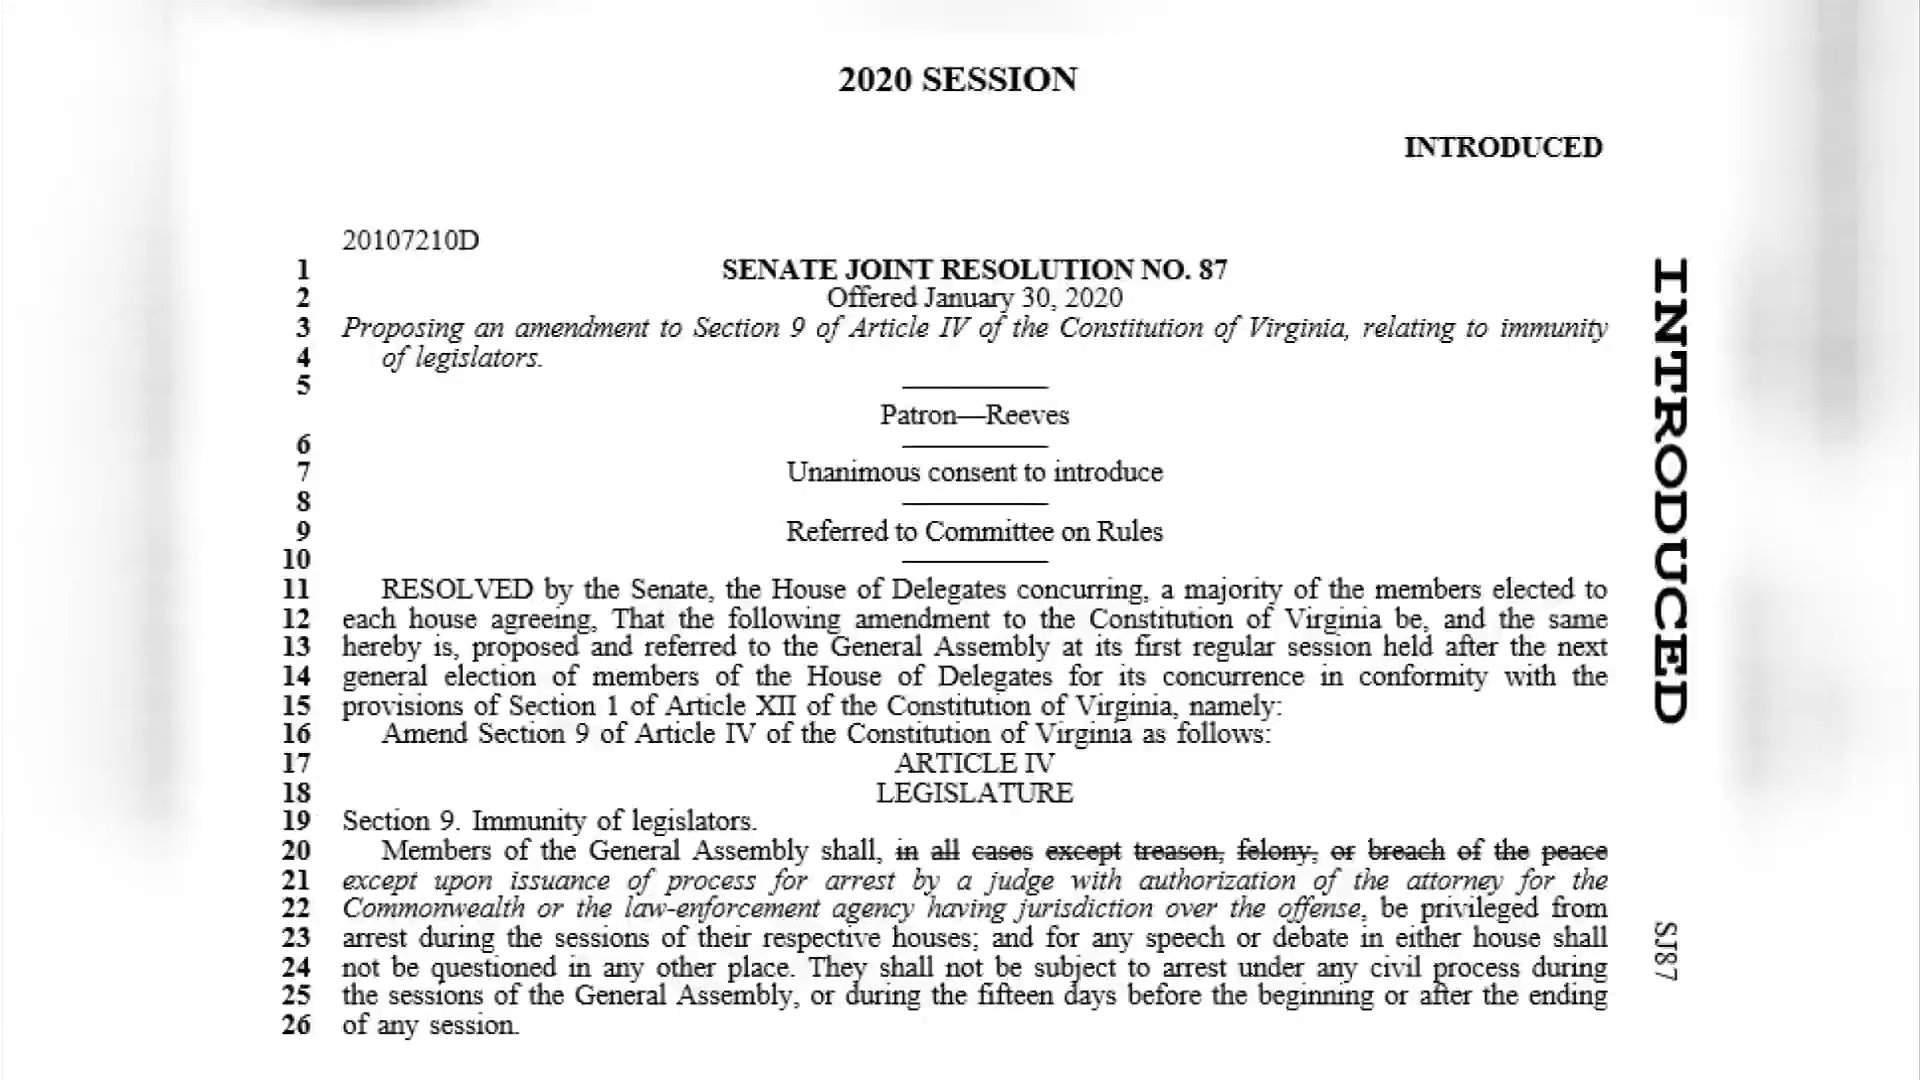 2020 SESSION
INTRODUCED
20107210D
1 SENATE JOINT RESOLUTION NO. 87
2 Offered January 30, 2020
3 Proposing an amendment to Section 9 of Article IV of the Constitution of Virginia, relating to immunity
4 of legislators.
5
Patron—Reeves
6
7 Unanimous consent to introduce
8
9 Referred to Committee on Rules
10
11 RESOLVED by the Senate, the House of Delegates concurring, a majority of the members elected to
12 each house agreeing, That the following amendment to the Constitution of Virginia be, and the same
13 hereby is, proposed and referred to the General Assembly at its first regular session held after the next
14 general election of members of the House of Delegates for its concurrence in conformity with the
15 provisions of Section 1 of Article XII of the Constitution of Virginia, namely:
16 Amend Section 9 of Article IV of the Constitution of Virginia as follows:
17 ARTICLE IV
18 LEGISLATURE
19 Section 9. Immunity of legislators.
20 Members of the General Assembly shall, in all cases except treason, felony, or breach of the peace
21 except upon issuance of process for arrest by a judge with authorization of the attorney for the
22 Commonwealth or the law-enforcement agency having jurisdiction over the offense, be privileged from
23 arrest during the sessions of their respective houses; and for any speech or debate in either house shall
24 not be questioned in any other place. They shall not be subject to arrest under any civil process during
25 the sessions of the General Assembly, or during the fifteen days before the beginning or after the ending
26 of any session.
INTRODUCED
SJ87